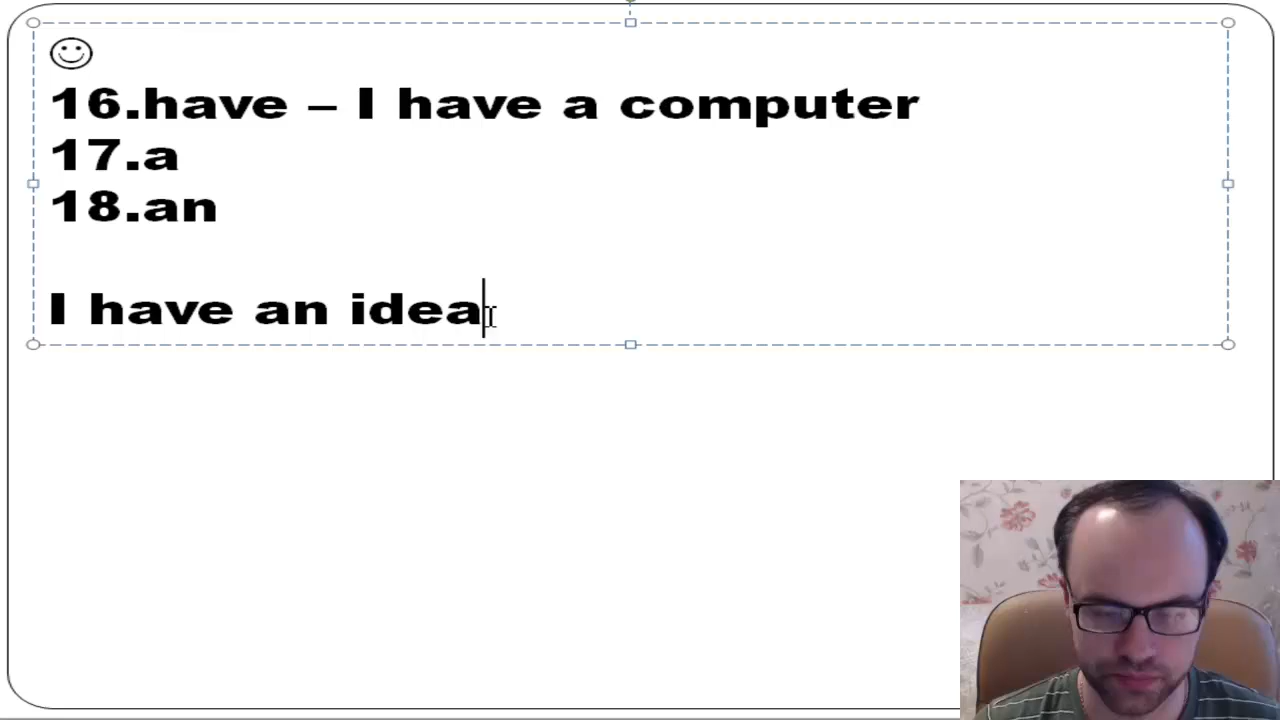 16.have – I have a computer
17.a
18.an
I have an idea